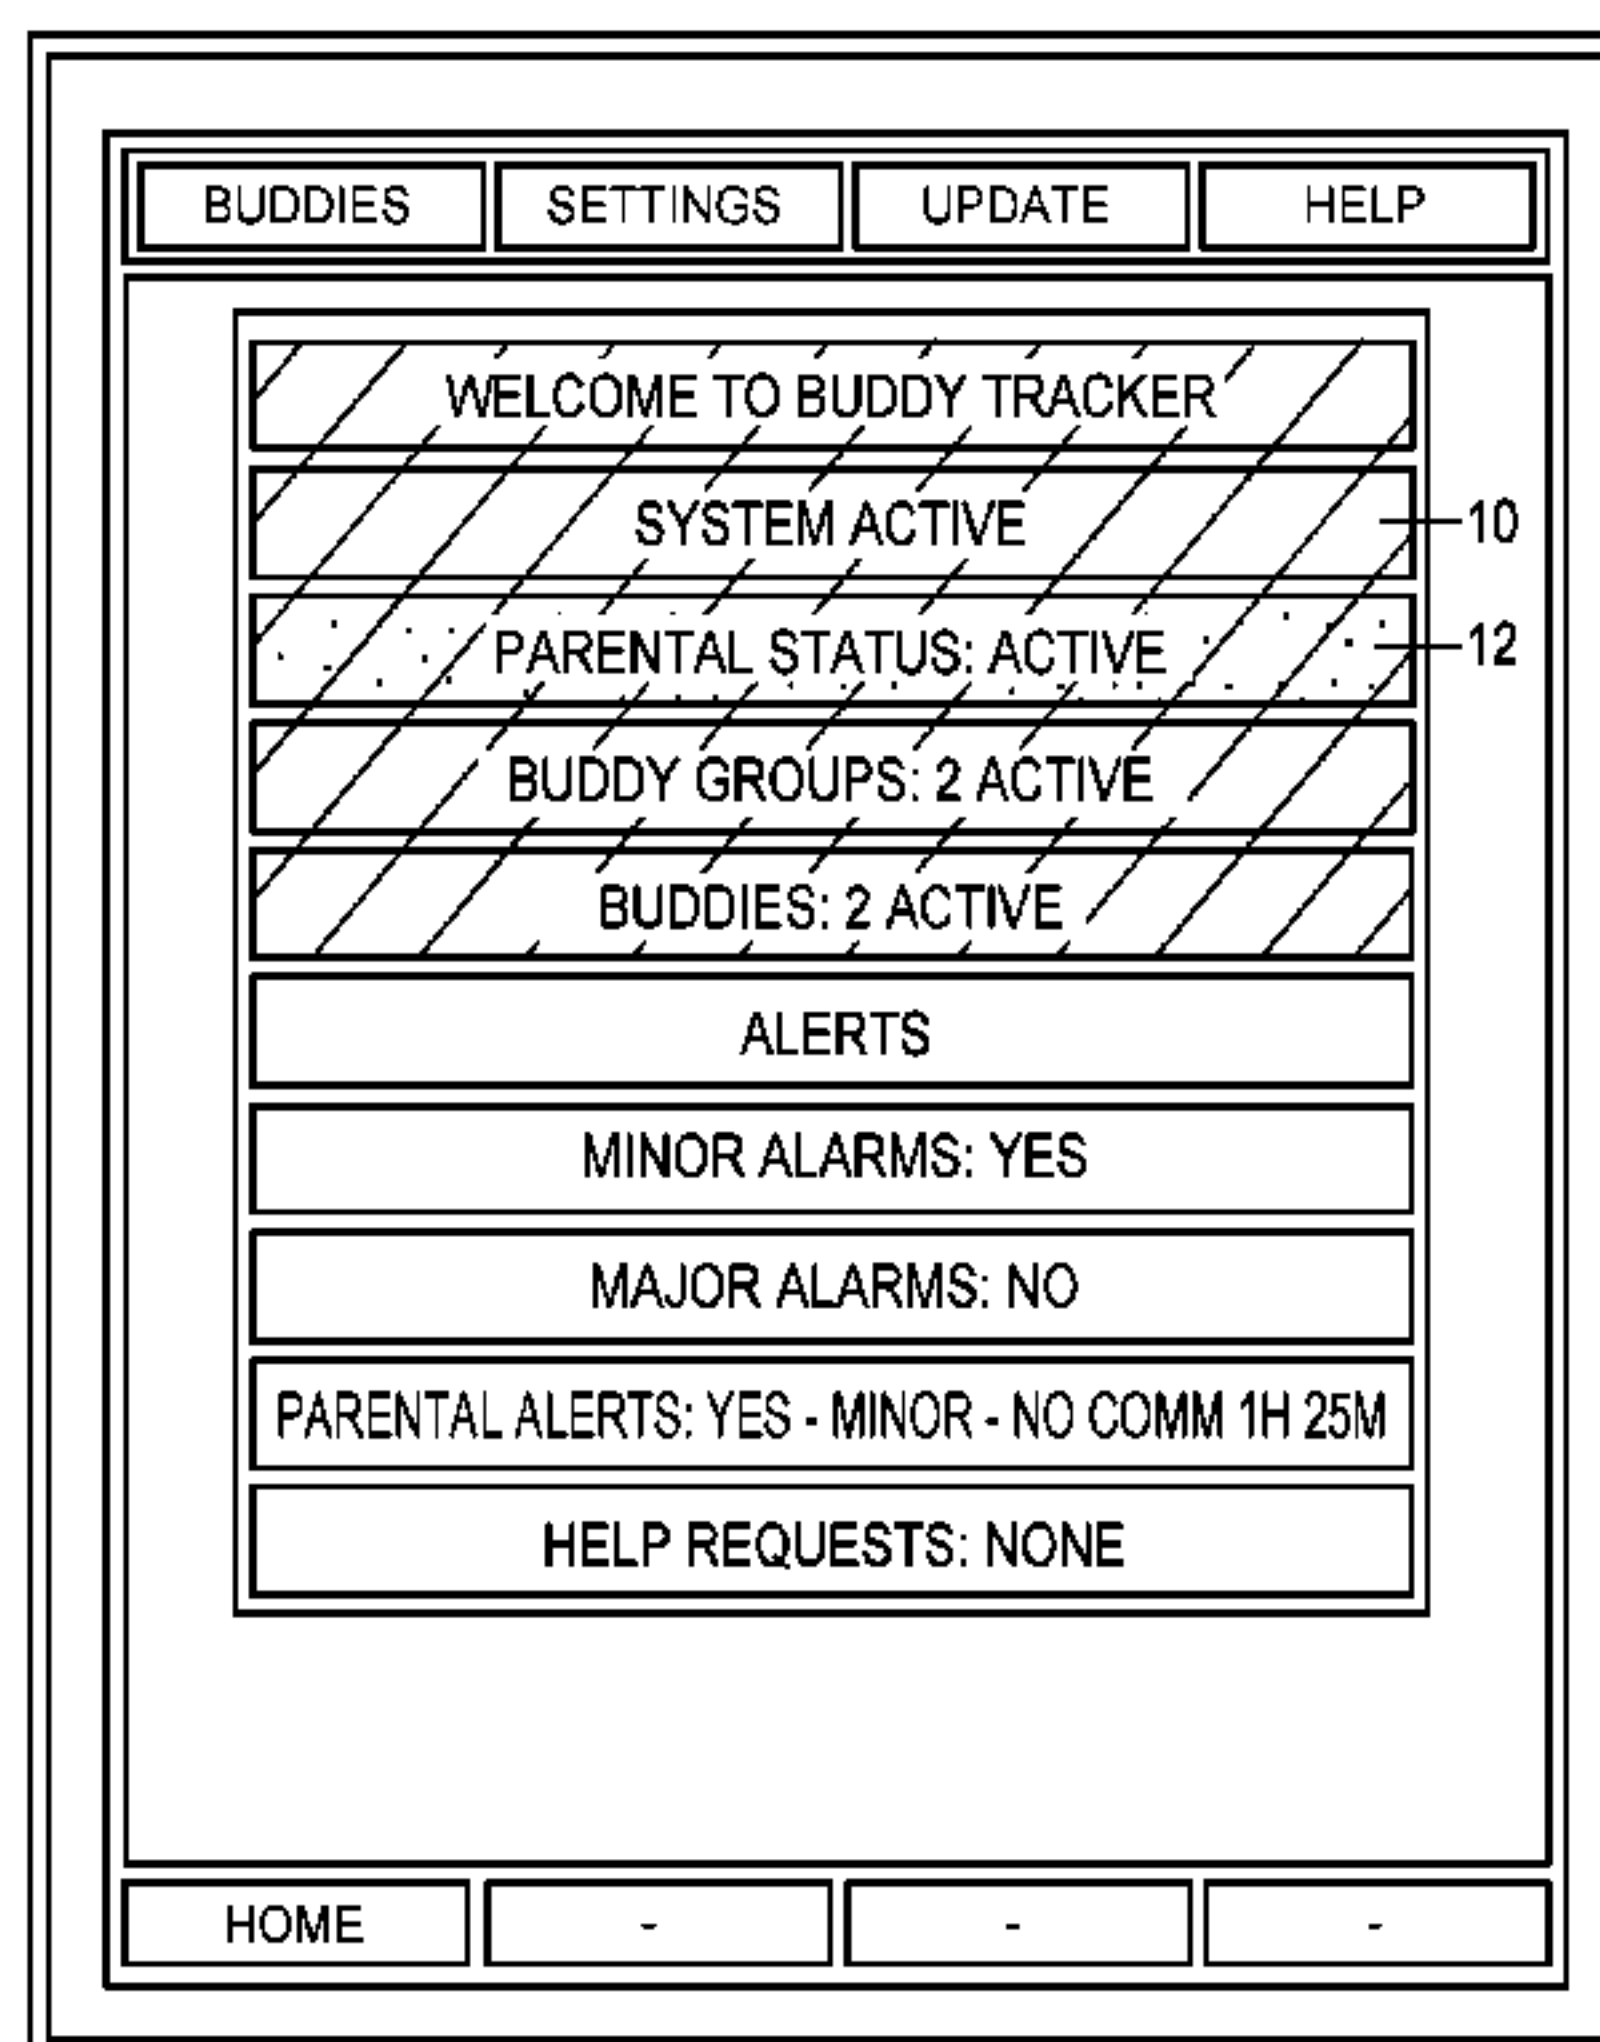 BUDDIES SETTINGS UPDATE HELP
WELCOME TO BUDDY TRACKER
SYSTEM ACTIVE 10
PARENTAL STATUS: ACTIVE 12
BUDDY GROUPS: 2 ACTIVE
BUDDIES: 2 ACTIVE
ALERTS
MINOR ALARMS: YES
MAJOR ALARMS: NO
PARENTAL ALERTS: YES - MINOR - NO COMM 1H 25M
HELP REQUESTS: NONE
HOME - - -